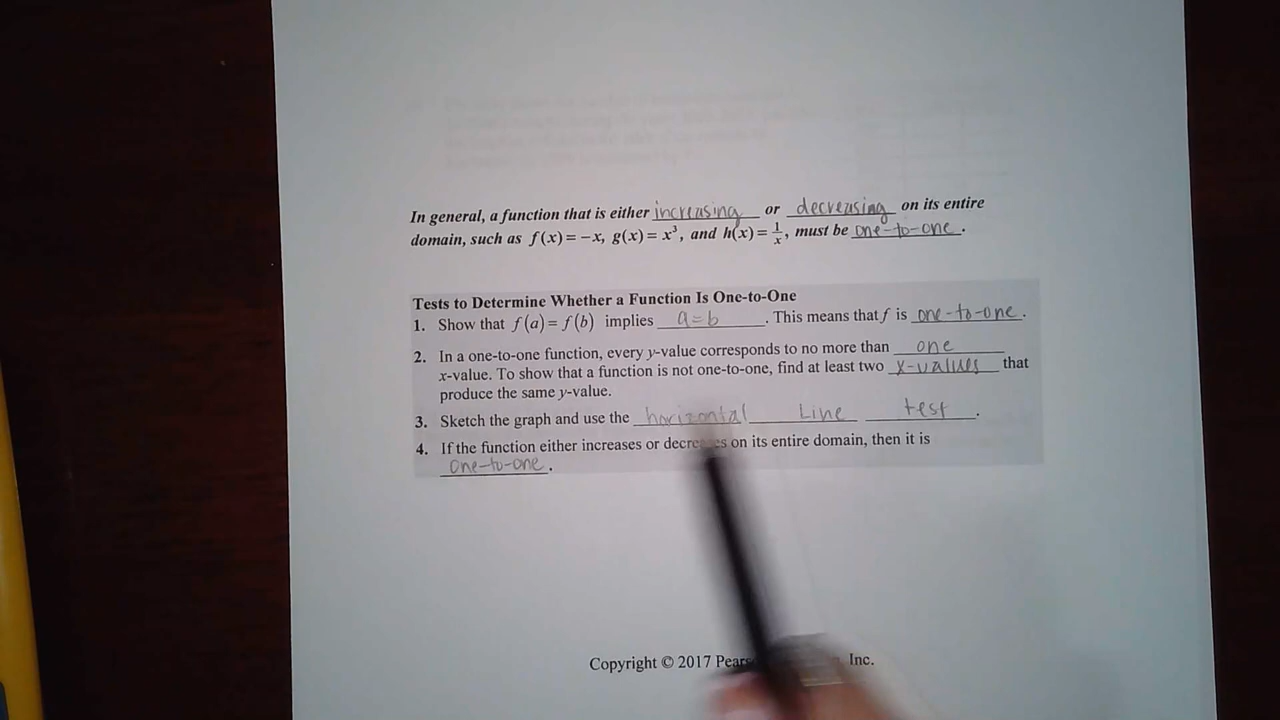 In general, a function that is either increasing or decreasing on its entire
domain, such as f(x) = −x, g(x) = x³, and h(x) = 1/x, must be one-to-one.
Tests to Determine Whether a Function Is One-to-One
1. Show that f(a) = f(b) implies a=b. This means that f is one-to-one.
2. In a one-to-one function, every y-value corresponds to no more than one
x-value. To show that a function is not one-to-one, find at least two x-values that
produce the same y-value.
3. Sketch the graph and use the horizontal Line test.
4. If the function either increases or decreases on its entire domain, then it is
one-to-one.
Copyright © 2017 Inc.